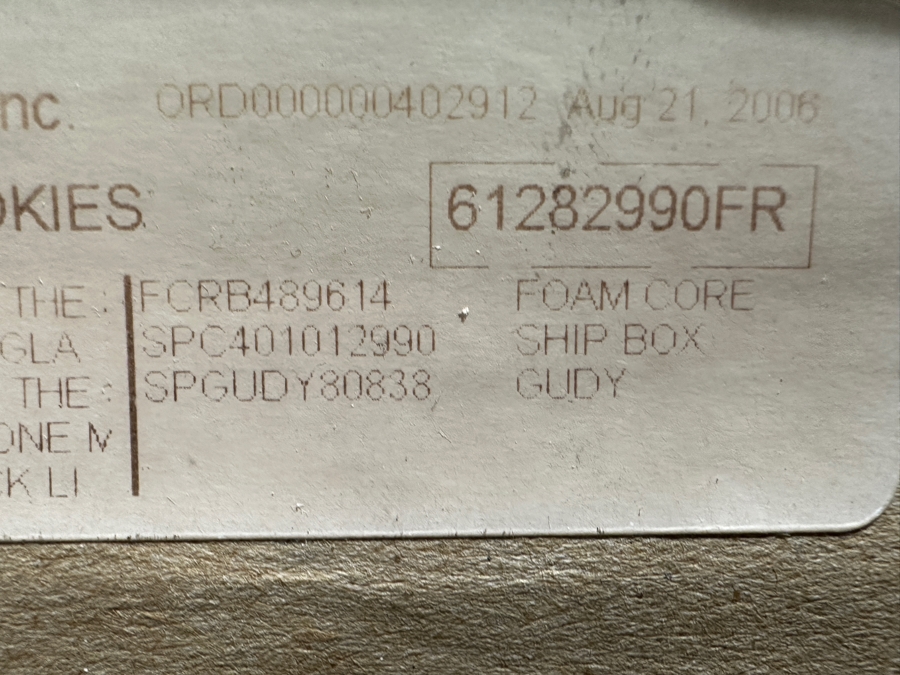 nc. ORD000000402912 Aug 21, 2006
OKIES 61282990FR
THE : FCRB489614 FOAM CORE
GLA SPC401012990 SHIP BOX
THE : SPGUDY80838 GUDY
ONE M
CK LI